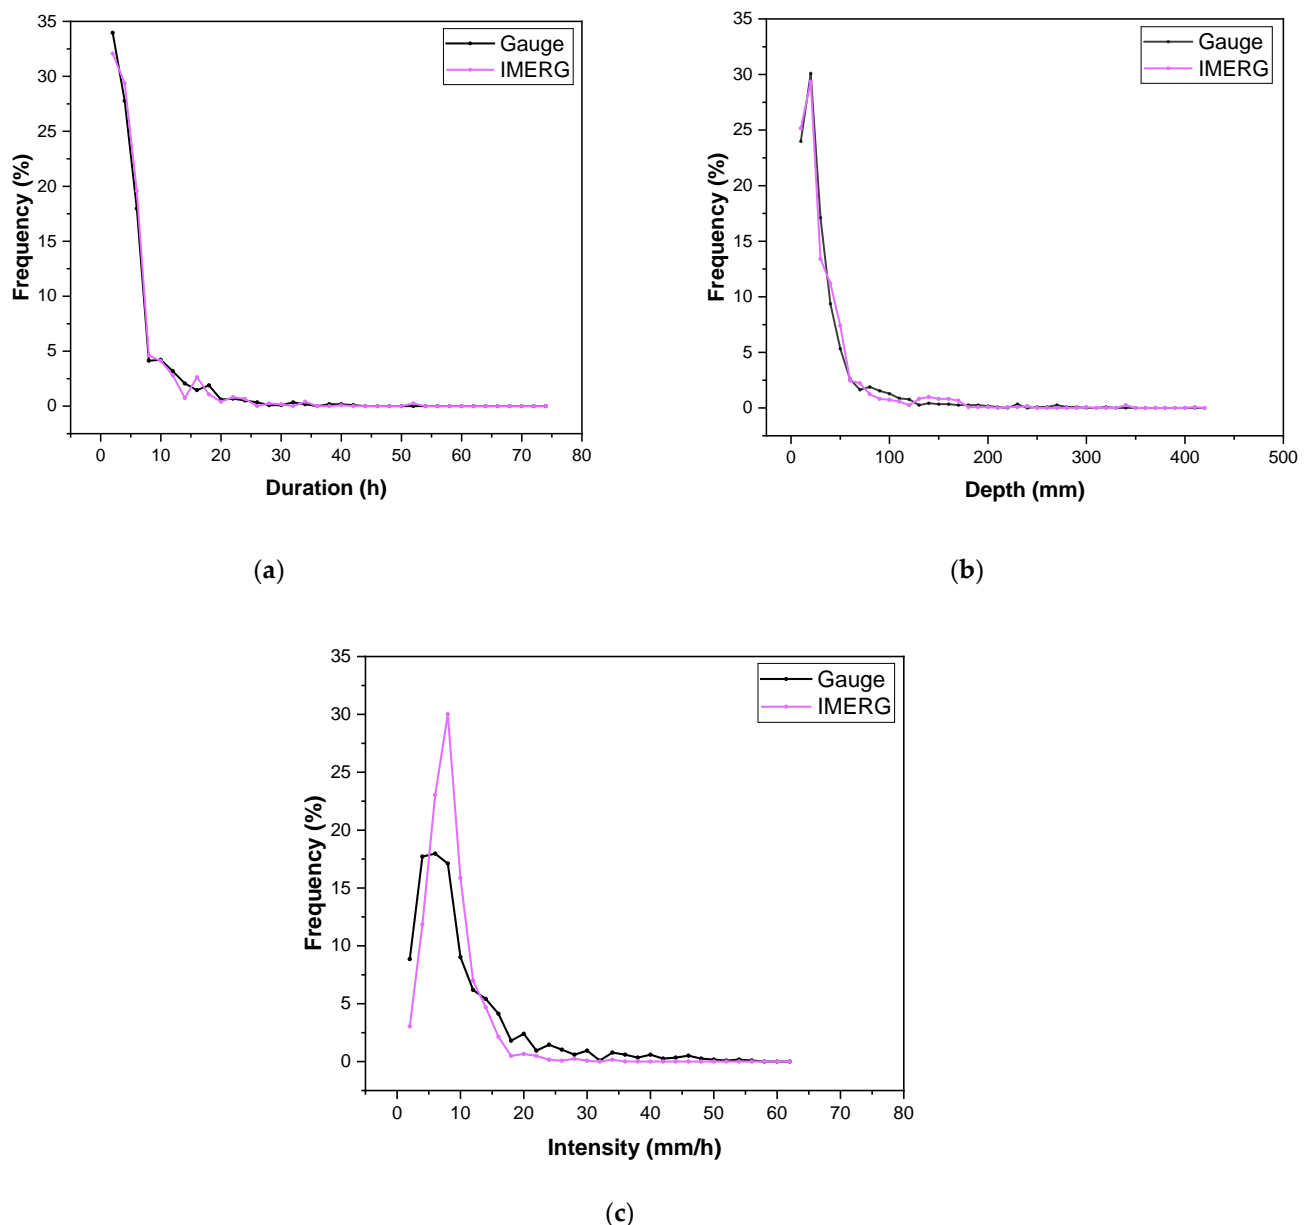 35
30
25
20
15
10
5
0
Frequency (%)
Gauge
IMERG
0 10 20 30 40 50 60 70 80
Duration (h)
(a)
35
30
25
20
15
10
5
0
Frequency (%)
Gauge
IMERG
0 100 200 300 400 500
Depth (mm)
(b)
35
30
25
20
15
10
5
0
Frequency (%)
Gauge
IMERG
0 10 20 30 40 50 60 70 80
Intensity (mm/h)
(c)